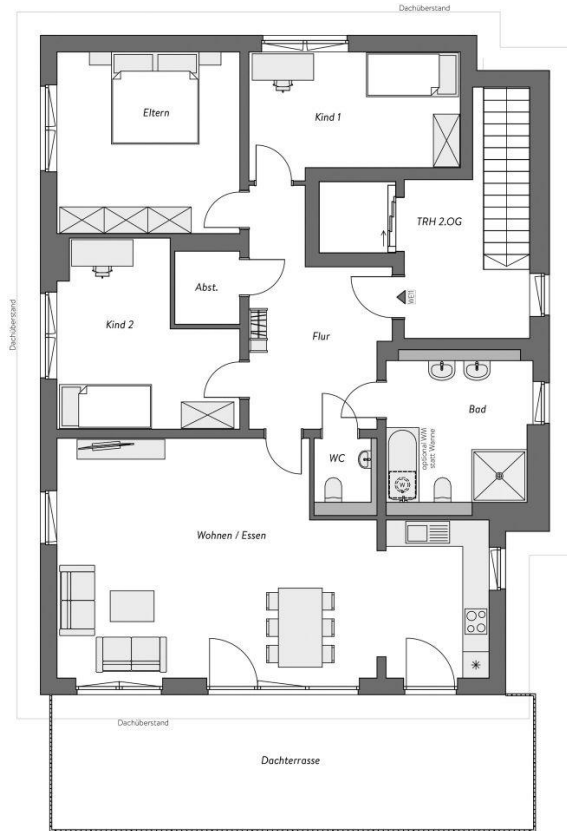 Dachüberstand
Eltern
Kind 1
TRH 2.OG
Abst.
WE11
Dachüberstand
Kind 2
Flur
Bad
WC
optional WM
statt Wanne
W
Wohnen / Essen
Dachüberstand
Dachterrasse